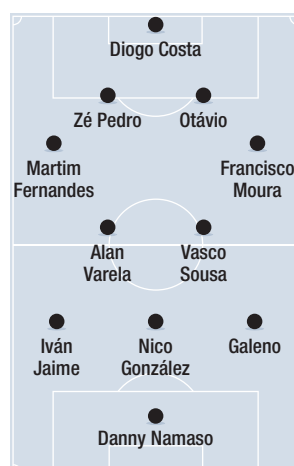 Diogo Costa
Zé Pedro
Otávio
Martim
Fernandes
Francisco
Moura
Alan
Varela
Vasco
Sousa
Iván
Jaime
Nico
González
Galeno
Danny Namaso